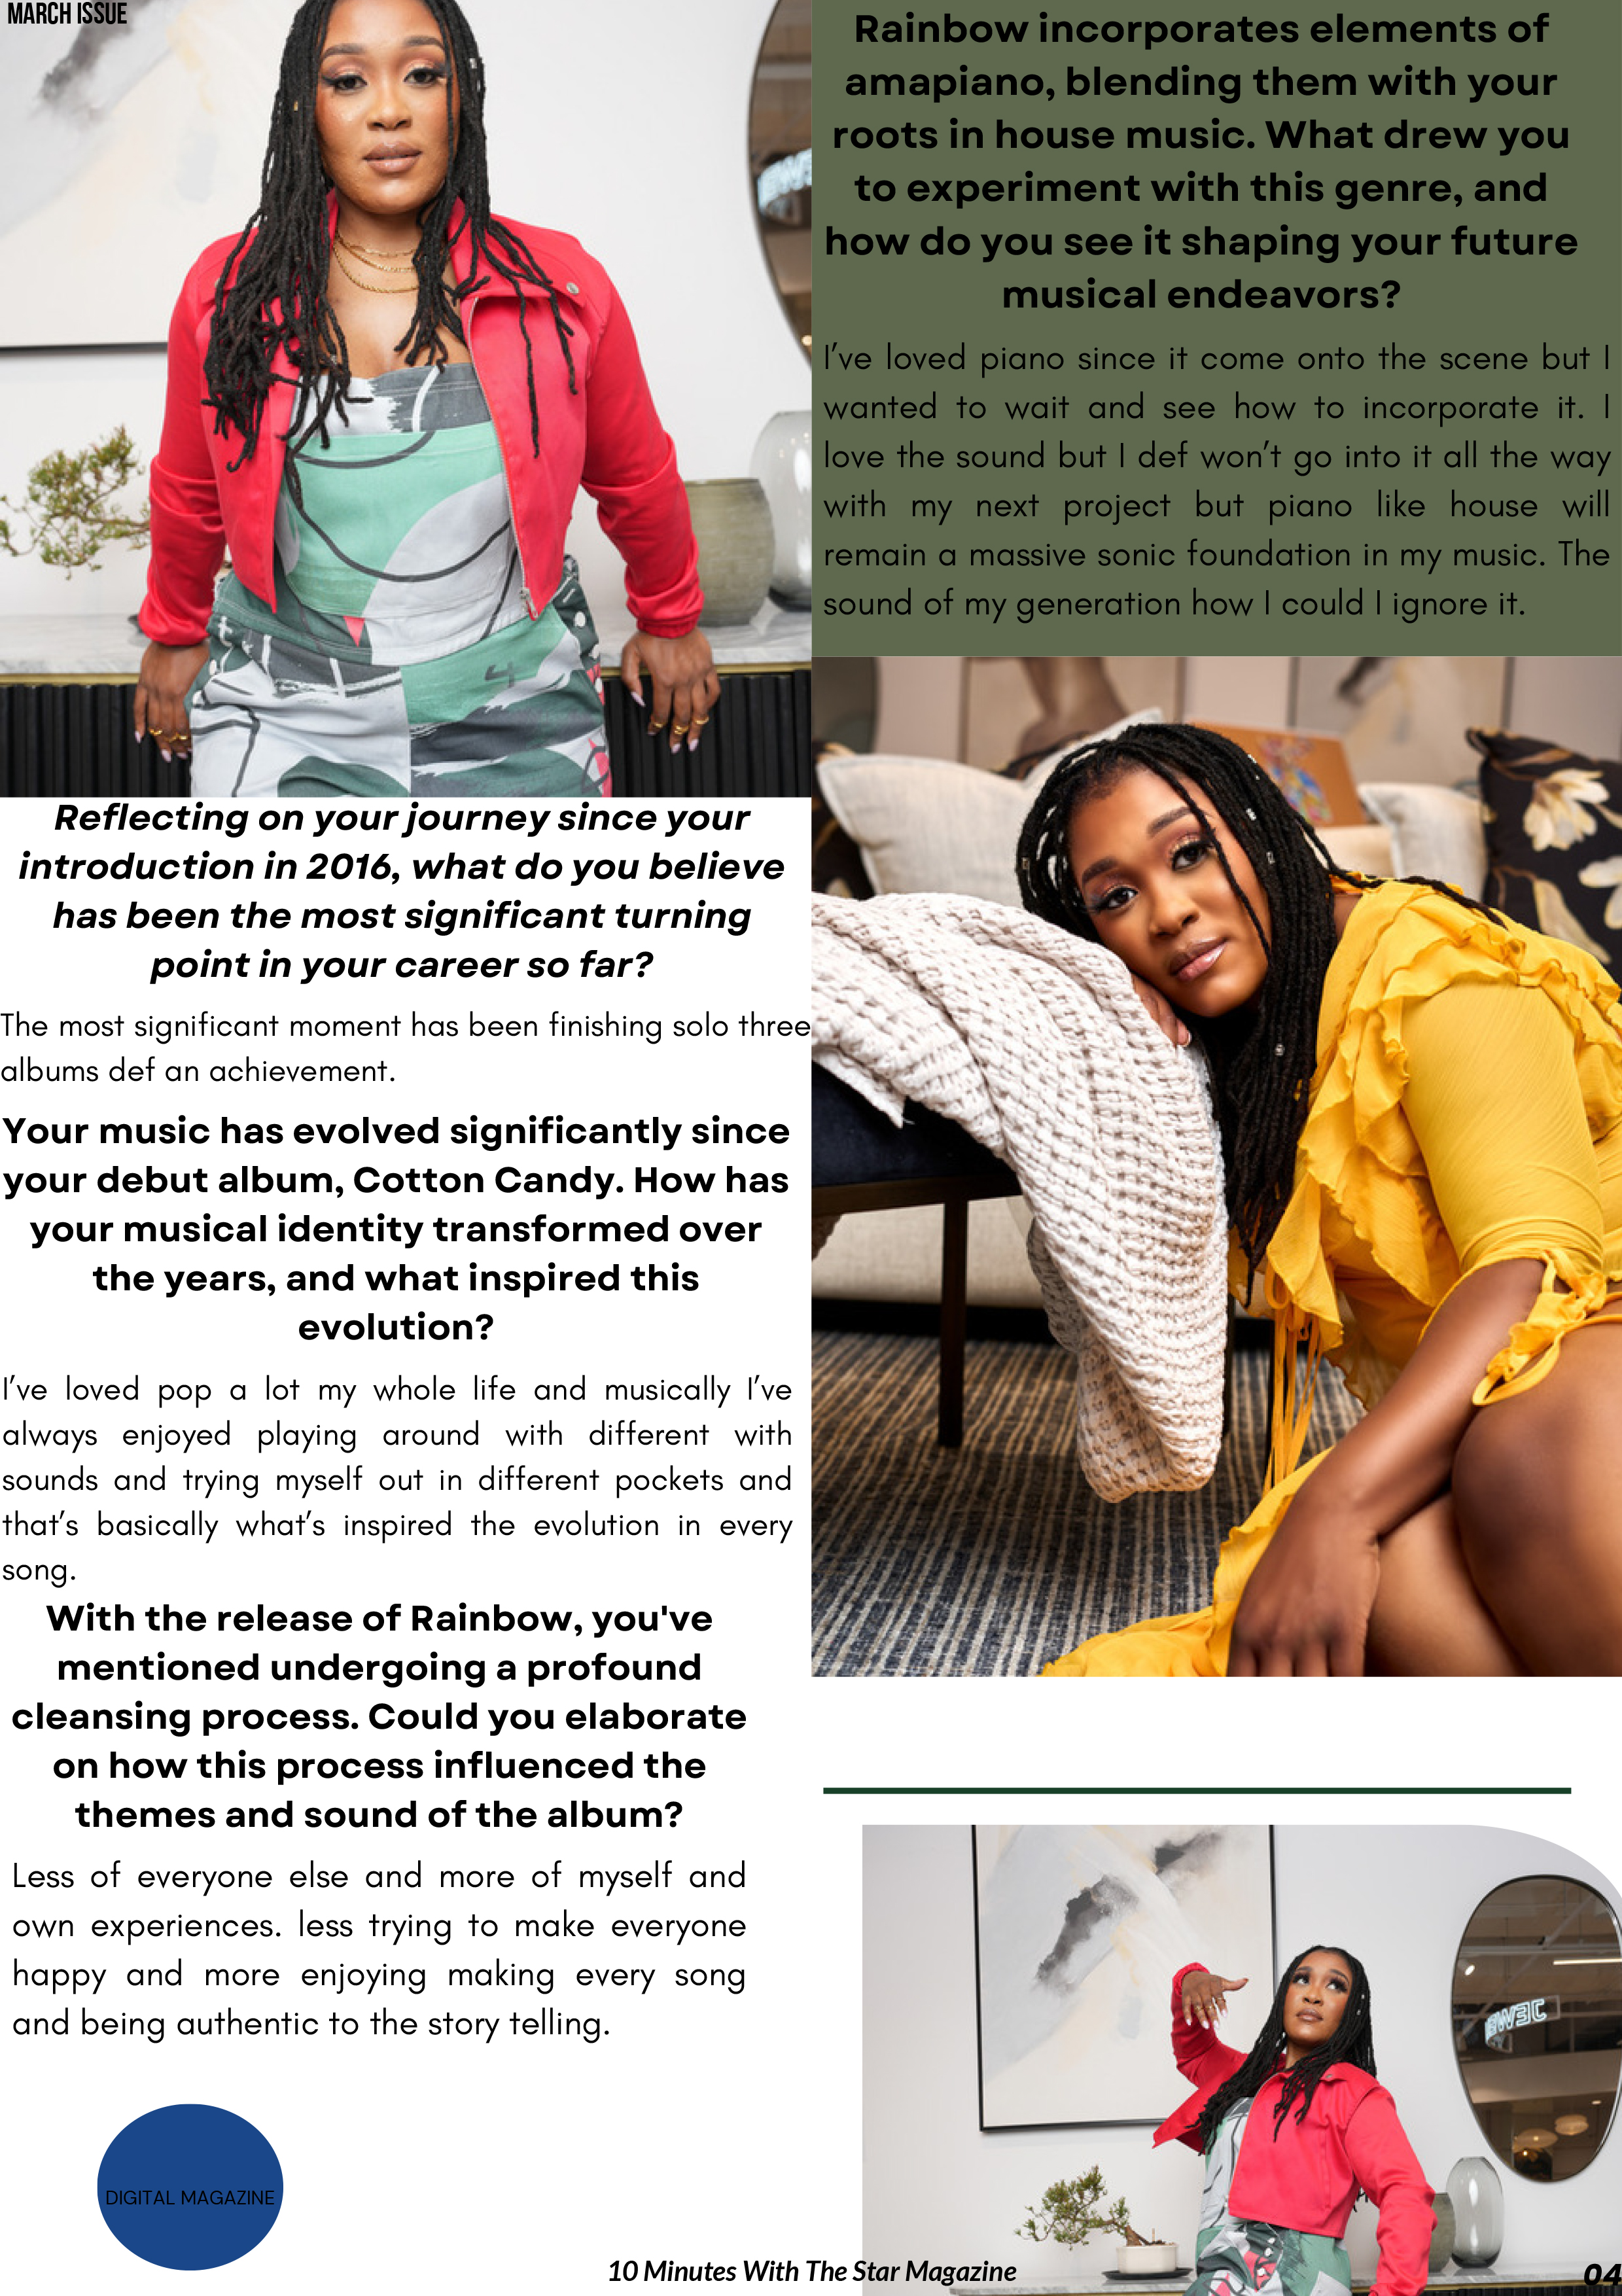 MARCH ISSUE
Reflecting on your journey since your
introduction in 2016, what do you believe
has been the most significant turning
point in your career so far?
The most significant moment has been finishing solo three
albums def an achievement.
Your music has evolved significantly since
your debut album, Cotton Candy. How has
your musical identity transformed over
the years, and what inspired this
evolution?
I've loved pop a lot my whole life and musically I've
always enjoyed playing around with different with
sounds and trying myself out in different pockets and
that's basically what's inspired the evolution in every
song.
With the release of Rainbow, you've
mentioned undergoing a profound
cleansing process. Could you elaborate
on how this process influenced the
themes and sound of the album?
Less of everyone else and more of myself and
own experiences. less trying to make everyone
happy and more enjoying making every song
and being authentic to the story telling.
DIGITAL MAGAZINE
Rainbow incorporates elements of
amapiano, blending them with your
roots in house music. What drew you
to experiment with this genre, and
how do you see it shaping your future
musical endeavors?
I've loved piano since it come onto the scene but I
wanted to wait and see how to incorporate it. I
love the sound but I def won't go into it all the way
with my next project but piano like house will
remain a massive sonic foundation in my music. The
sound of my generation how I could I ignore it.
10 Minutes With The Star Magazine
04